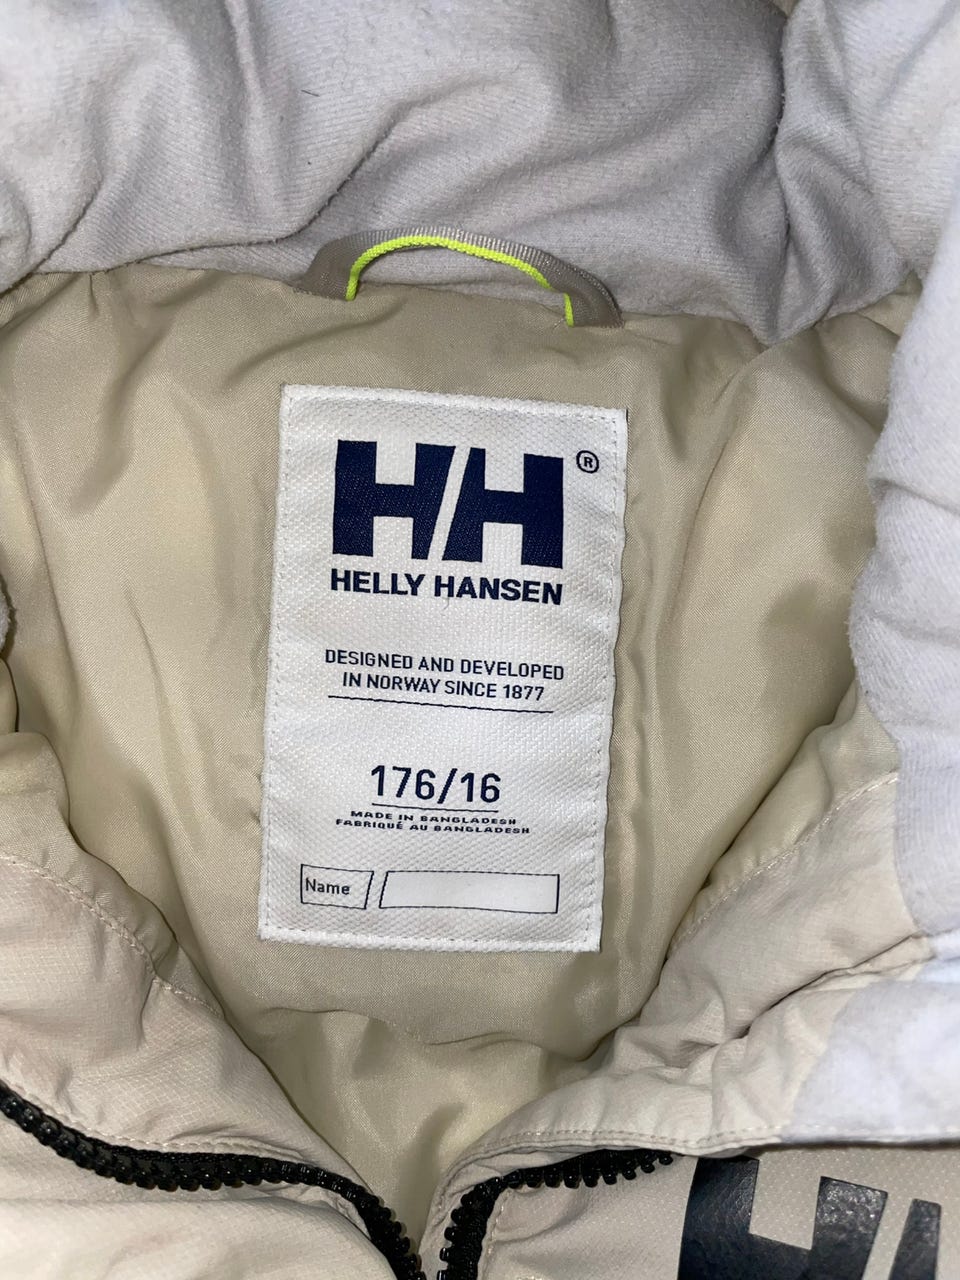 HH®
HELLY HANSEN
DESIGNED AND DEVELOPED
IN NORWAY SINCE 1877
176/16
MADE IN BANGLADESH
FABRIQUÉ AU BANGLADESH
Name
HH